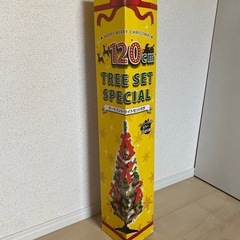 HAPPY MERRY CHRISTMAS
120cm
TREE SET
SPECIAL